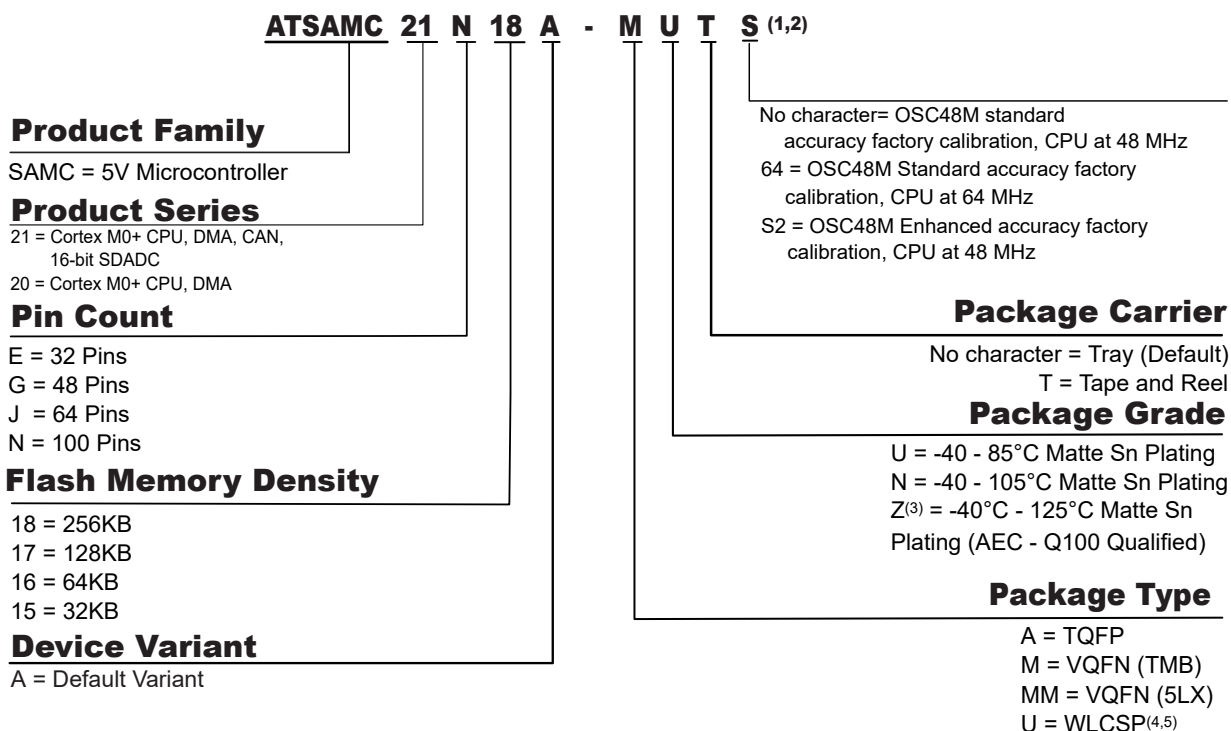 ATSAMC 21 N 18 A - M U T S (1,2)
Product Family
SAMC = 5V Microcontroller
Product Series
21 = Cortex M0+ CPU, DMA, CAN,
16-bit SDADC
20 = Cortex M0+ CPU, DMA
Pin Count
E = 32 Pins
G = 48 Pins
J = 64 Pins
N = 100 Pins
Flash Memory Density
18 = 256KB
17 = 128KB
16 = 64KB
15 = 32KB
Device Variant
A = Default Variant
No character= OSC48M standard
accuracy factory calibration, CPU at 48 MHz
64 = OSC48M Standard accuracy factory
calibration, CPU at 64 MHz
S2 = OSC48M Enhanced accuracy factory
calibration, CPU at 48 MHz
Package Carrier
No character = Tray (Default)
T = Tape and Reel
Package Grade
U = -40 - 85°C Matte Sn Plating
N = -40 - 105°C Matte Sn Plating
Z(3) = -40°C - 125°C Matte Sn
Plating (AEC - Q100 Qualified)
Package Type
A = TQFP
M = VQFN (TMB)
MM = VQFN (5LX)
U = WLCSP(4,5)